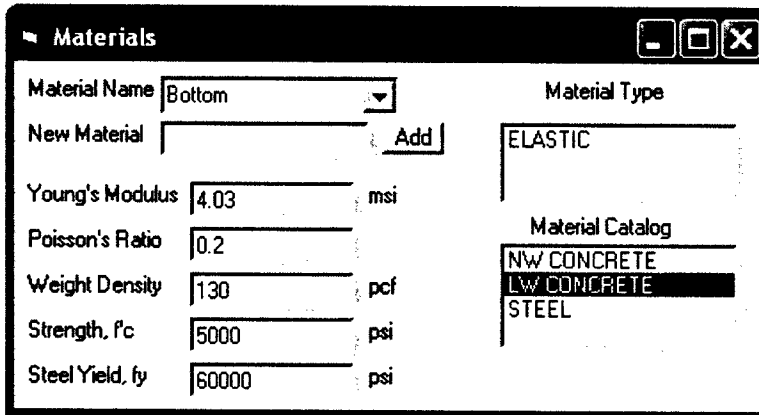 Materials
Material Name Bottom
New Material Add
Young's Modulus 4.03 msi
Poisson's Ratio 0.2
Weight Density 130 pcf
Strength, f'c 5000 psi
Steel Yield, fy 60000 psi
Material Type
ELASTIC
Material Catalog
NW CONCRETE
LW CONCRETE
STEEL